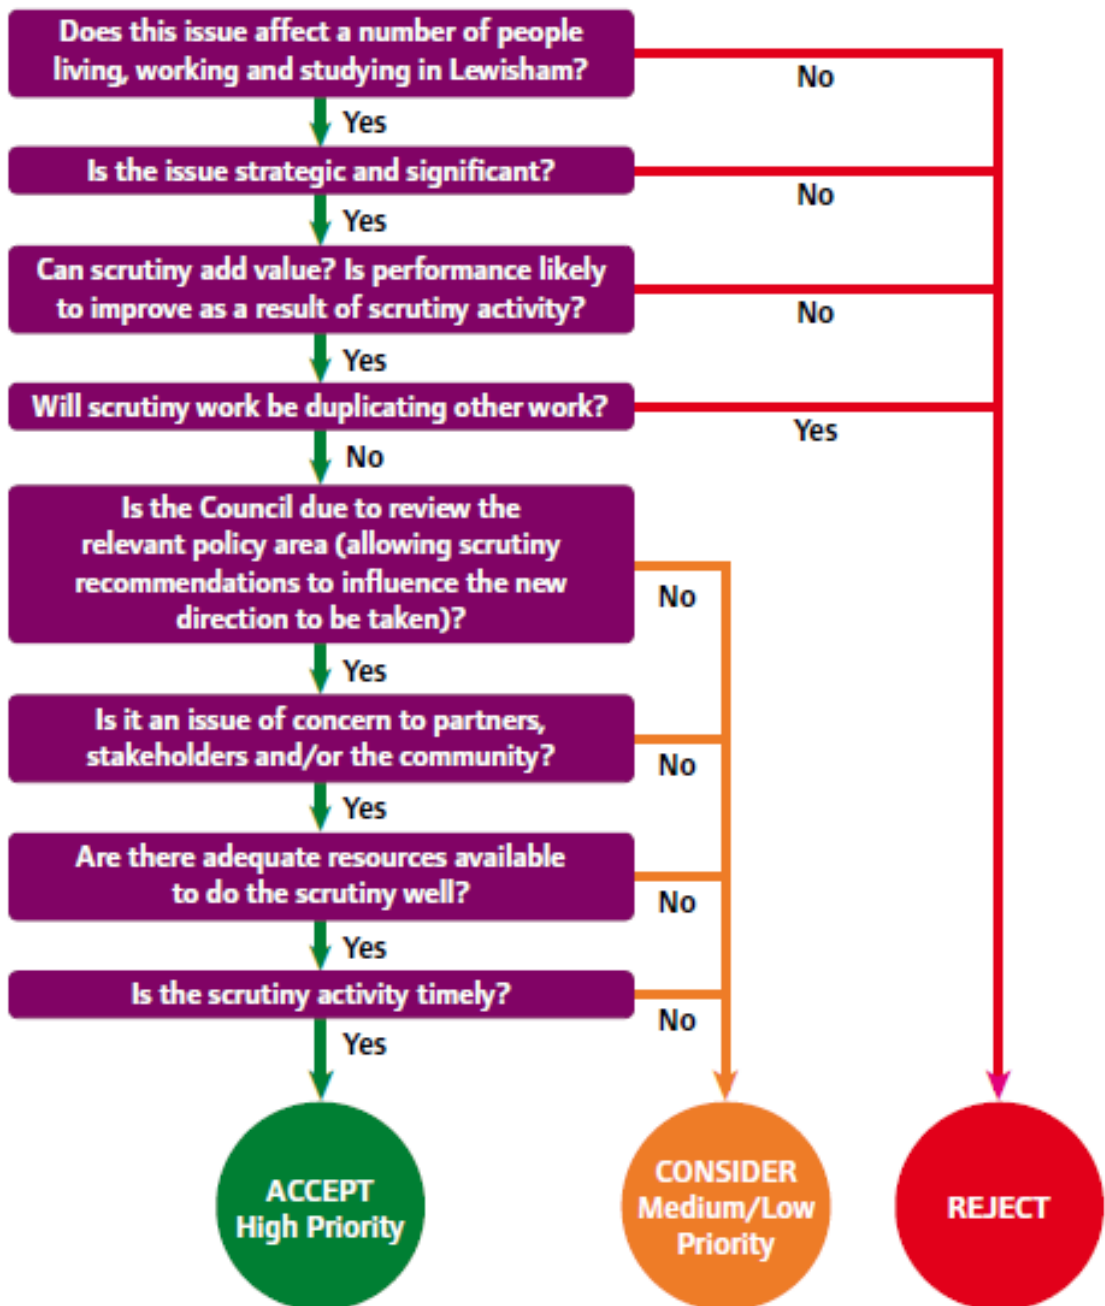 Does this issue affect a number of people
living, working and studying in Lewisham?
No
Yes
Is the issue strategic and significant?
No
Yes
Can scrutiny add value? Is performance likely
to improve as a result of scrutiny activity?
No
Yes
Will scrutiny work be duplicating other work?
Yes
No
Is the Council due to review the
relevant policy area (allowing scrutiny
recommendations to influence the new
direction to be taken)?
No
Yes
Is it an issue of concern to partners,
stakeholders and/or the community?
No
Yes
Are there adequate resources available
to do the scrutiny well?
No
Yes
Is the scrutiny activity timely?
No
Yes
ACCEPT
High Priority
CONSIDER
Medium/Low
Priority
REJECT